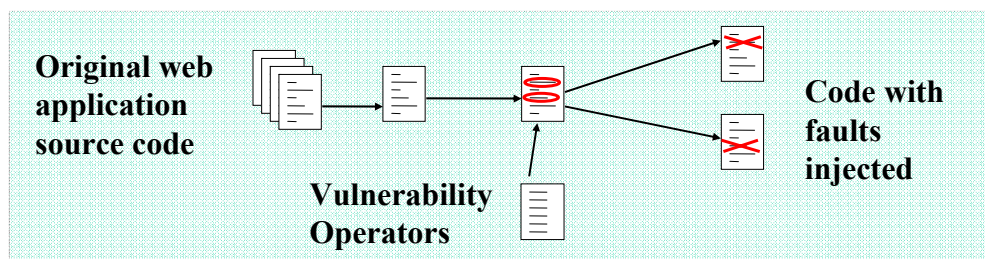 Original web
application
source code
Vulnerability
Operators
Code with
faults
injected